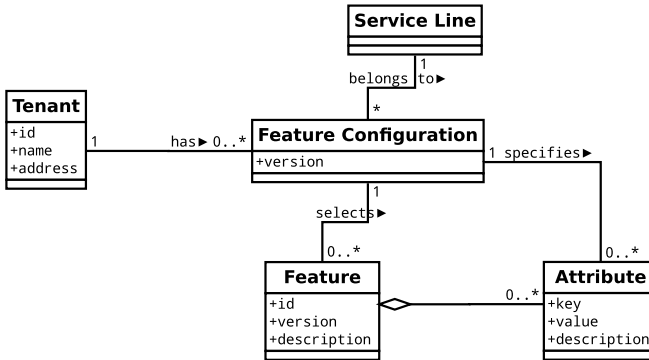 Service Line
1
belongs to▶
*
Tenant
+id
+name
+address
1
has▶ 0..*
Feature Configuration
+version
1 specifies▶
1
selects▶
0..*
0..*
Feature
+id
+version
+description
0..*
Attribute
+key
+value
+description